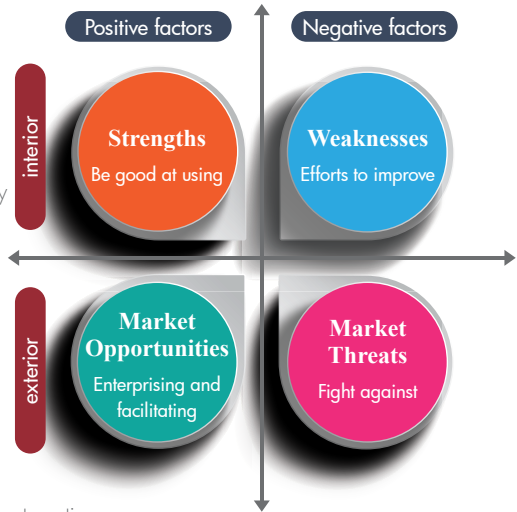 Positive factors
Negative factors
interior
Strengths
Be good at using
Weaknesses
Efforts to improve
exterior
Market
Opportunities
Enterprising and
facilitating
Market
Threats
Fight against